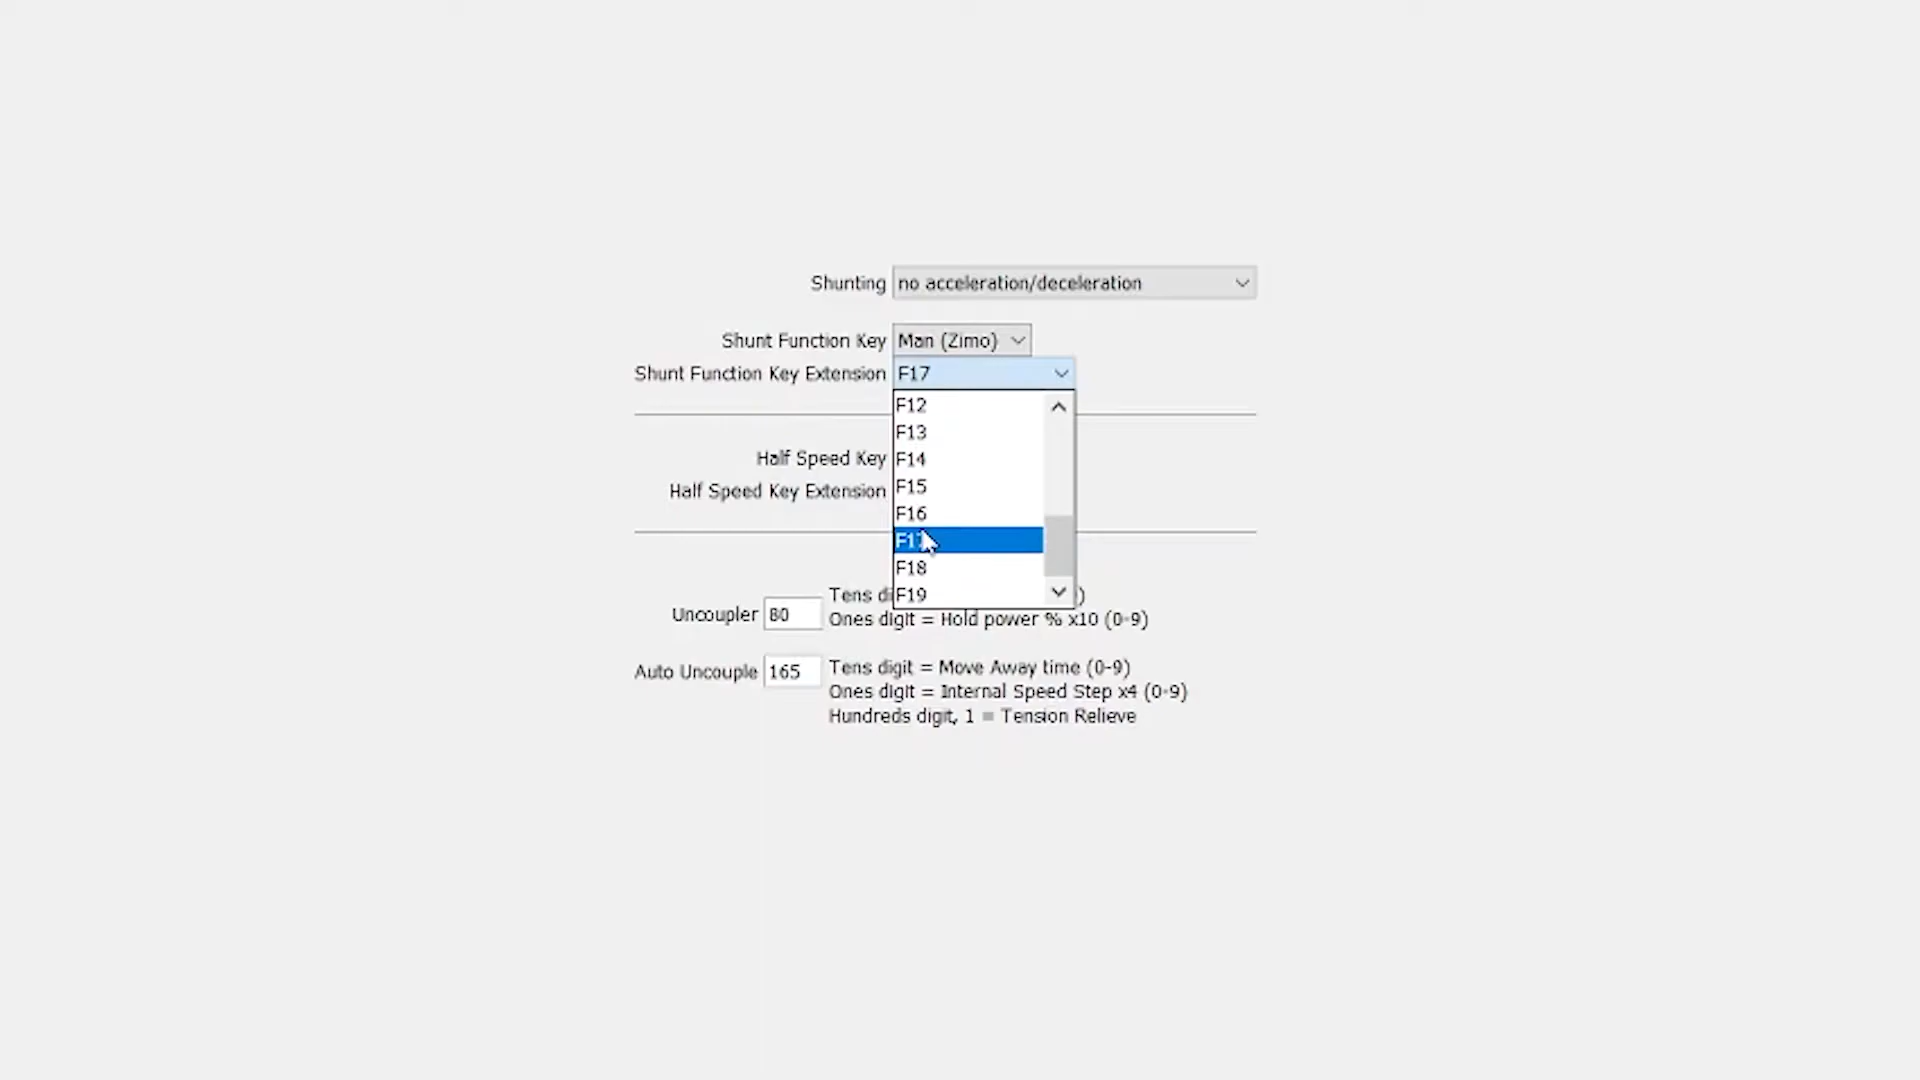 Shunting no acceleration/deceleration
Shunt Function Key Man (Zimo)
Shunt Function Key Extension F17
F12
F13
Half Speed Key F14
Half Speed Key Extension F15
F16
F17
F18
F19
Uncoupler 80
Tens di )
Ones digit = Hold power % x10 (0-9)
Auto Uncouple 165
Tens digit = Move Away time (0-9)
Ones digit = Internal Speed Step x4 (0-9)
Hundreds digit, 1 = Tension Relieve